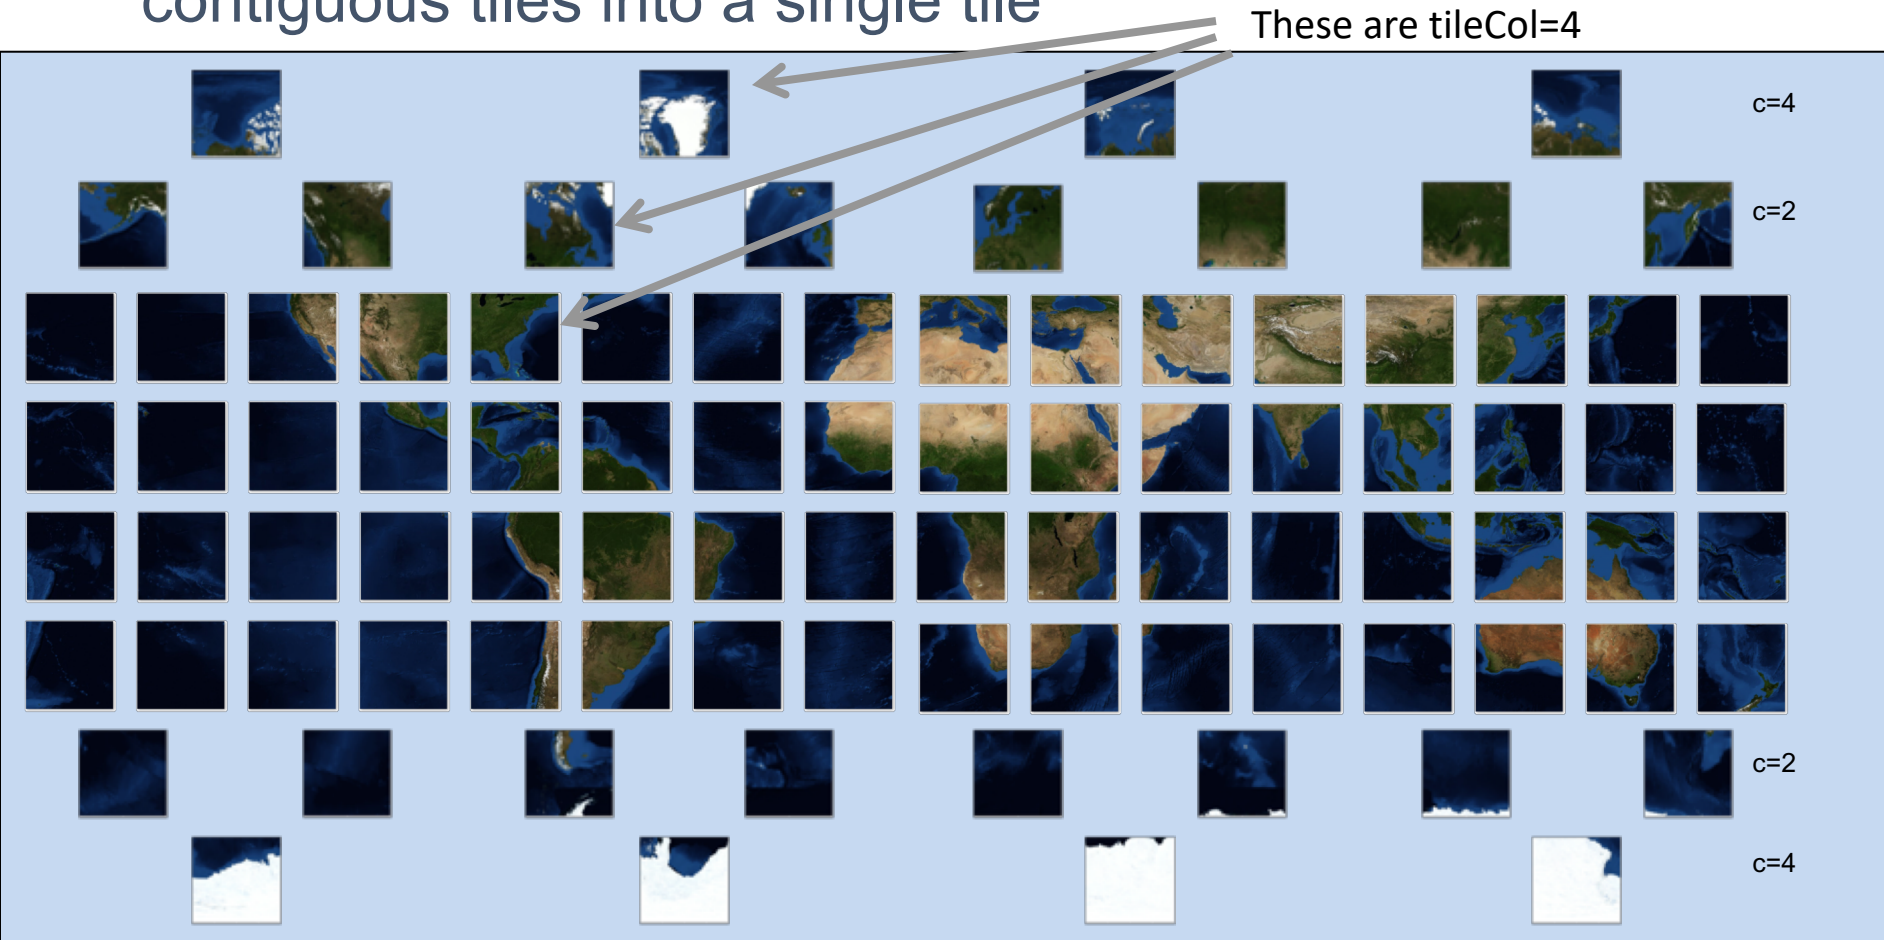 contiguous tiles into a single tile
These are tileCol=4
c=4
c=2
c=2
c=4